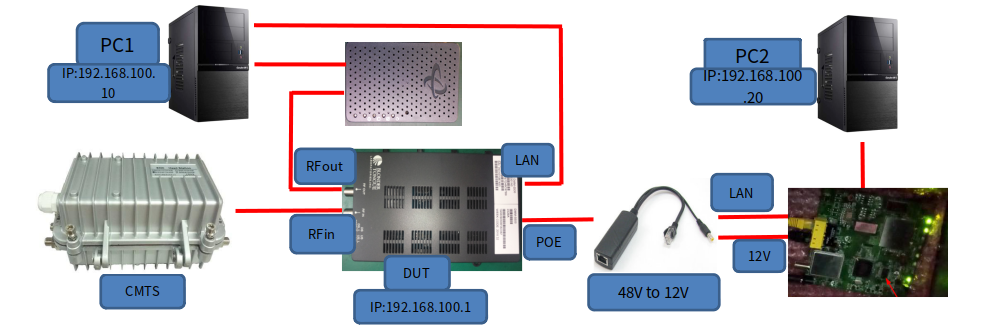 PC1
IP:192.168.100.
10
PC2
IP:192.168.100
.20
RFout
LAN
RFin
POE
LAN
12V
DUT
IP:192.168.100.1
CMTS
48V to 12V